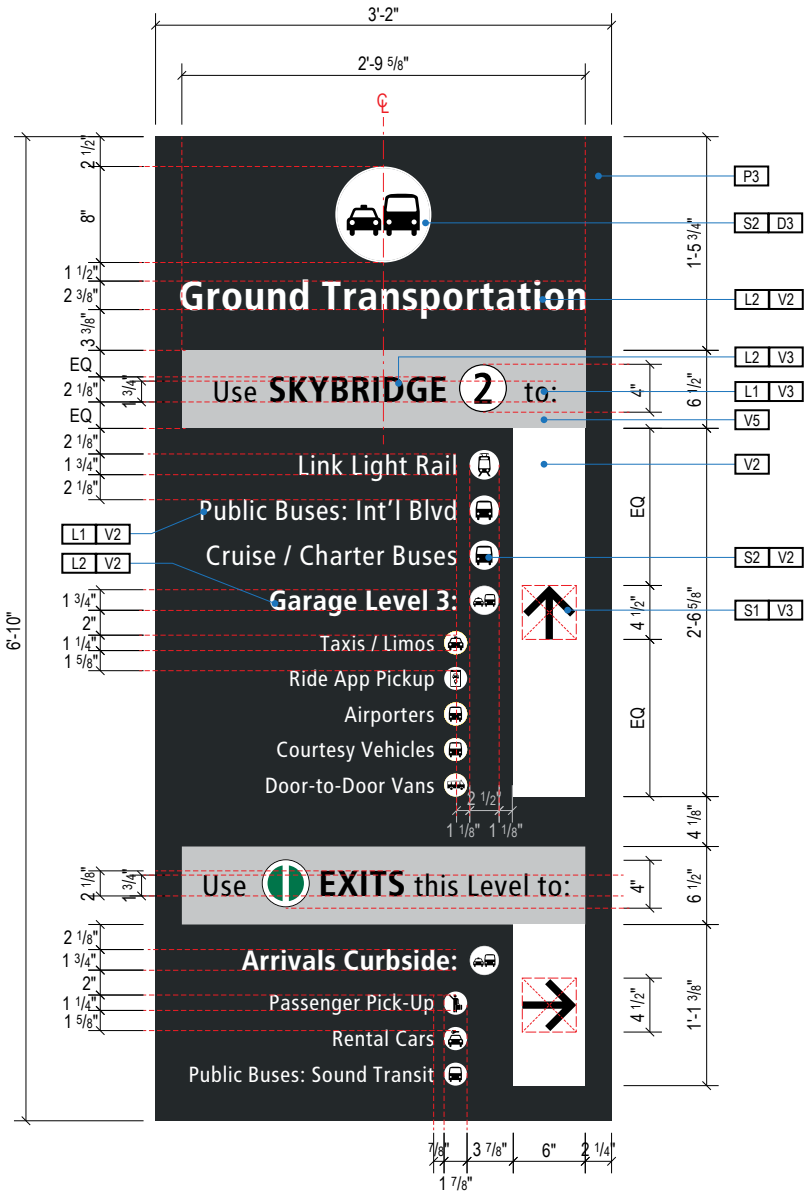 3'-2"
2'-9 5/8"
℄
2 1/2"
8"
1 1/2"
2 3/8"
3 3/8"
EQ
2 1/8"
1 3/4"
EQ
2 1/8"
1 3/4"
2 1/8"
L1 V2
L2 V2
1 3/4"
2"
1 1/4"
1 5/8"
6'-10"
2 1/8"
1 3/4"
2 1/8"
1 3/4"
2"
1 1/4"
1 5/8"
Ground Transportation
Use SKYBRIDGE 2 to:
Link Light Rail
Public Buses: Int'l Blvd
Cruise / Charter Buses
Garage Level 3:
Taxis / Limos
Ride App Pickup
Airporters
Courtesy Vehicles
Door-to-Door Vans
2 1/2"
1 1/8" 1 1/8"
Use EXITS this Level to:
Arrivals Curbside:
Passenger Pick-Up
Rental Cars
Public Buses: Sound Transit
7/8" 3 7/8" 6" 2 1/4"
1 7/8"
4"
EQ
4 1/2"
EQ
4"
4 1/2"
1'-5 3/4"
6 1/2"
2'-6 5/8"
4 1/8"
6 1/2"
1'-1 3/8"
P3
S2 D3
L2 V2
L2 V3
L1 V3
V5
V2
S2 V2
S1 V3